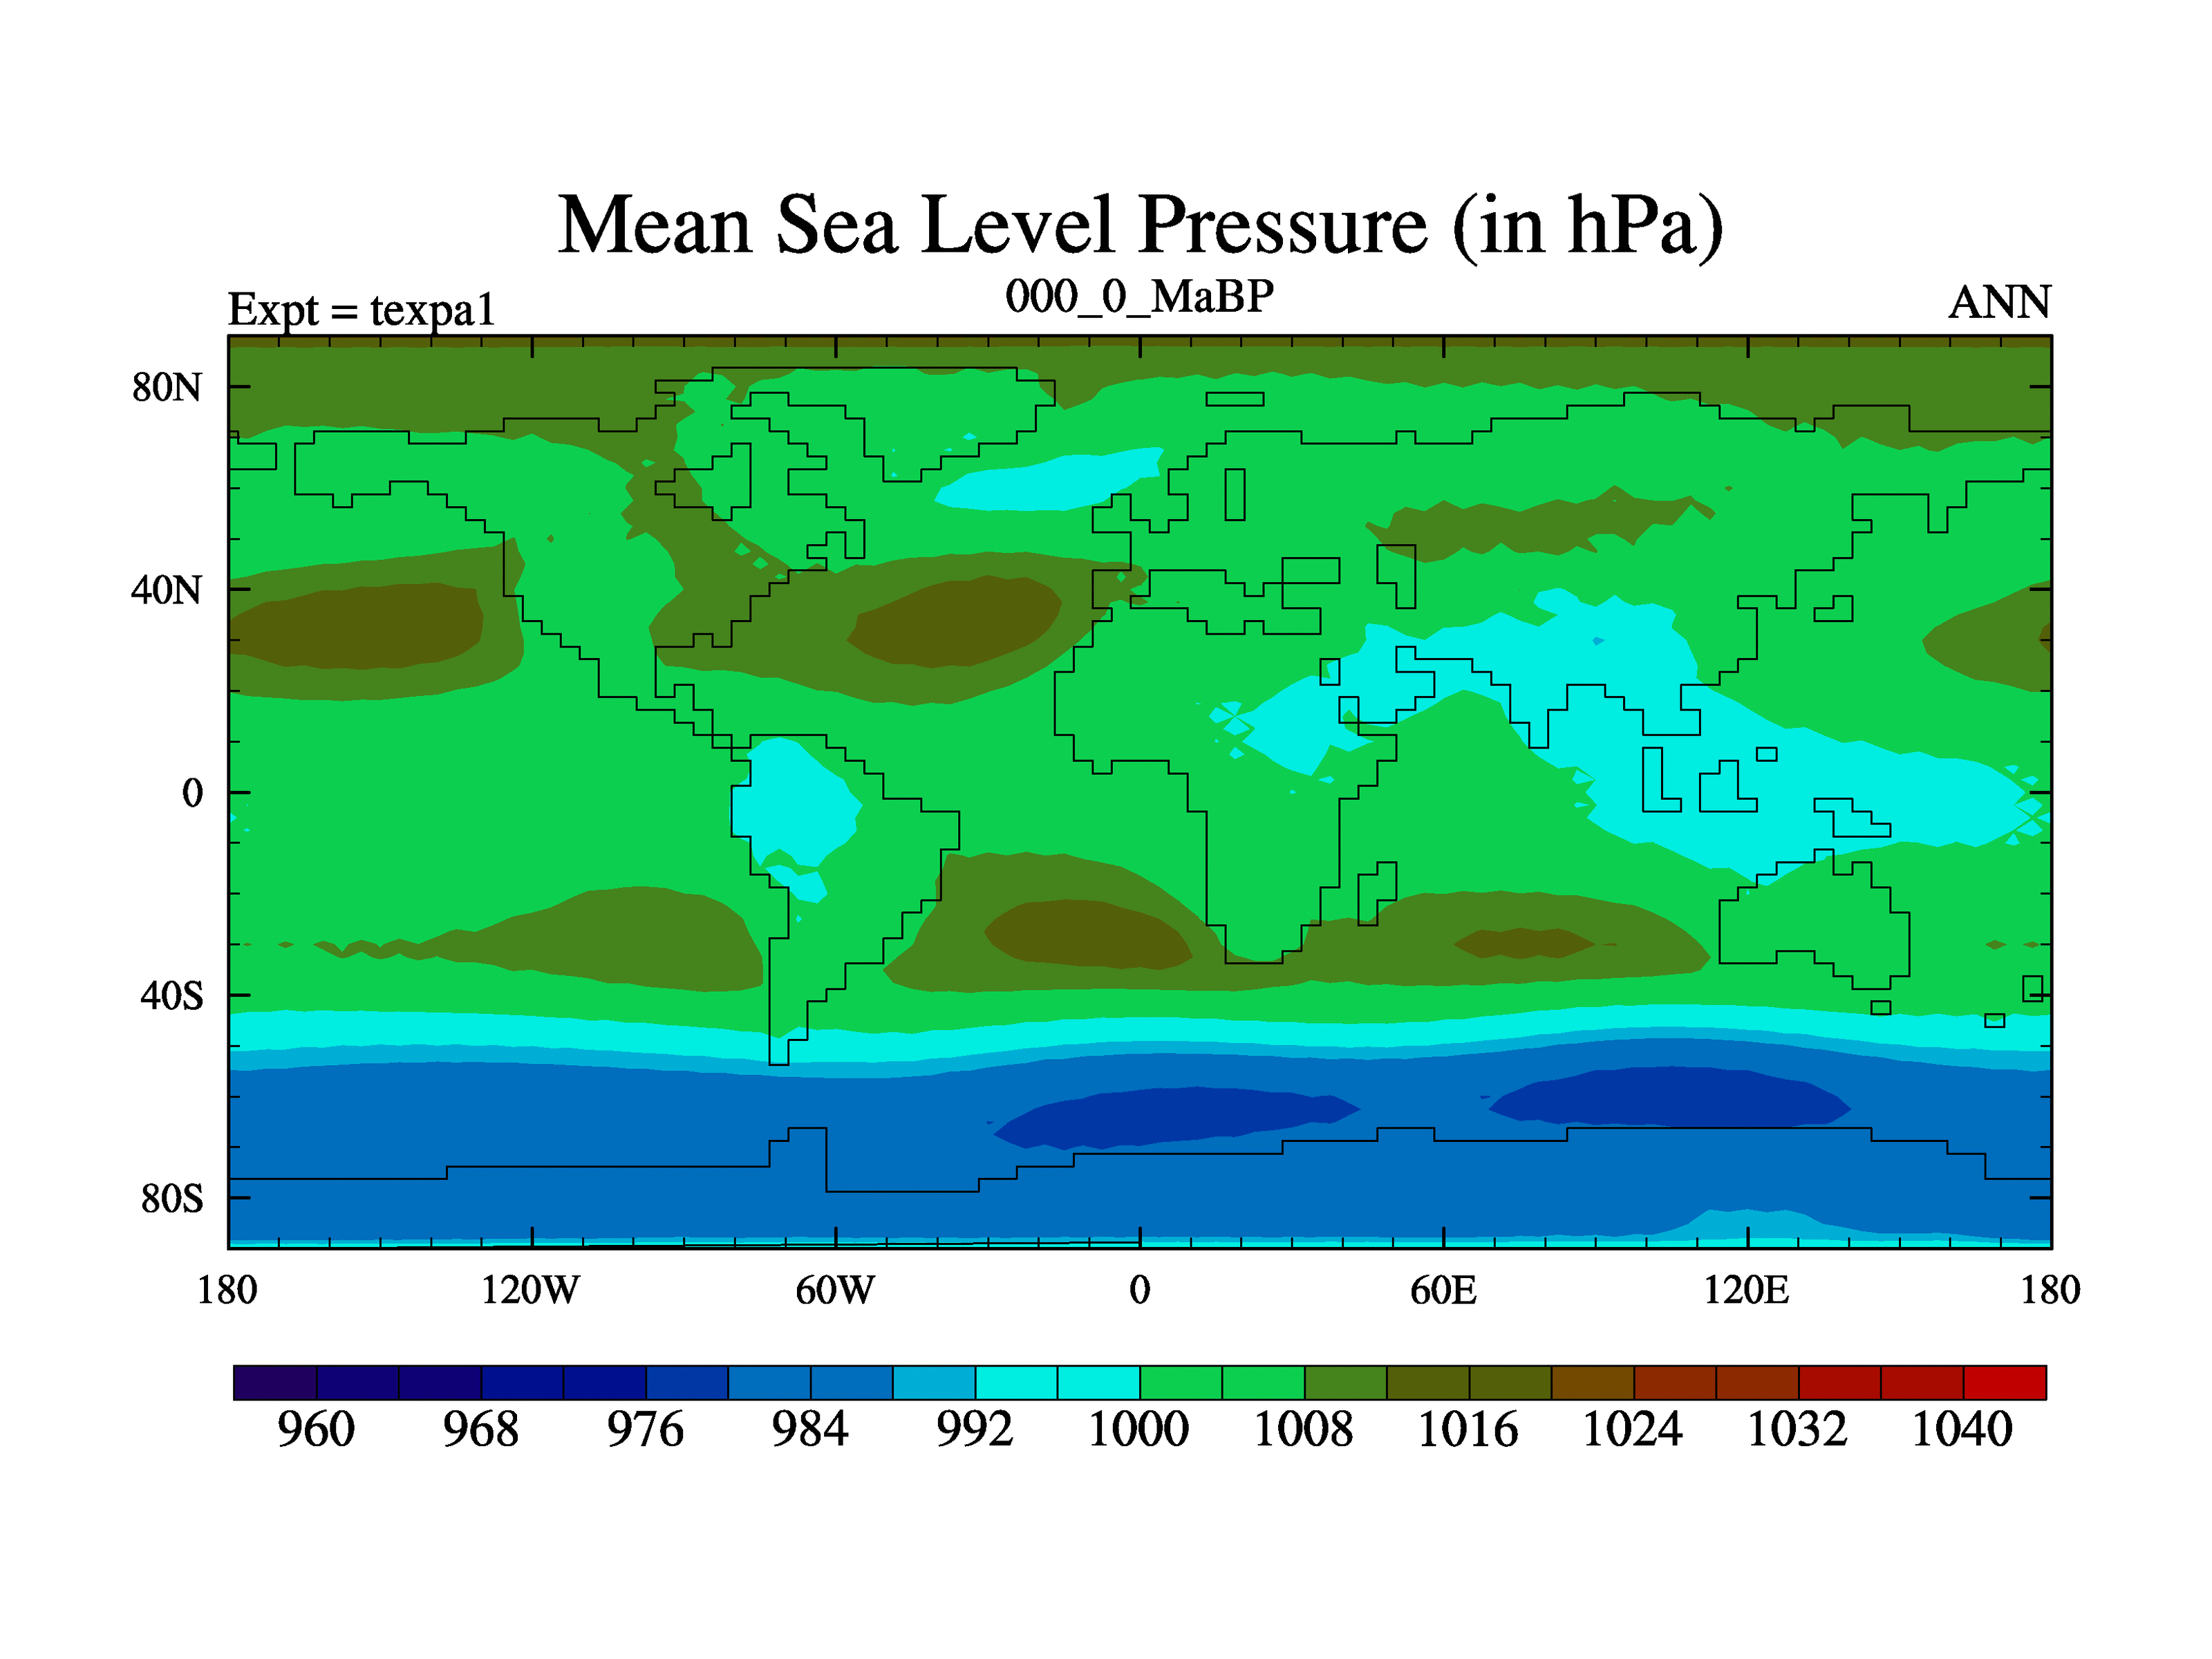 Mean Sea Level Pressure (in hPa)
000_0_MaBP
Expt = texpa1
ANN
80N
40N
0
40S
80S
180 120W 60W 0 60E 120E 180
960 968 976 984 992 1000 1008 1016 1024 1032 1040